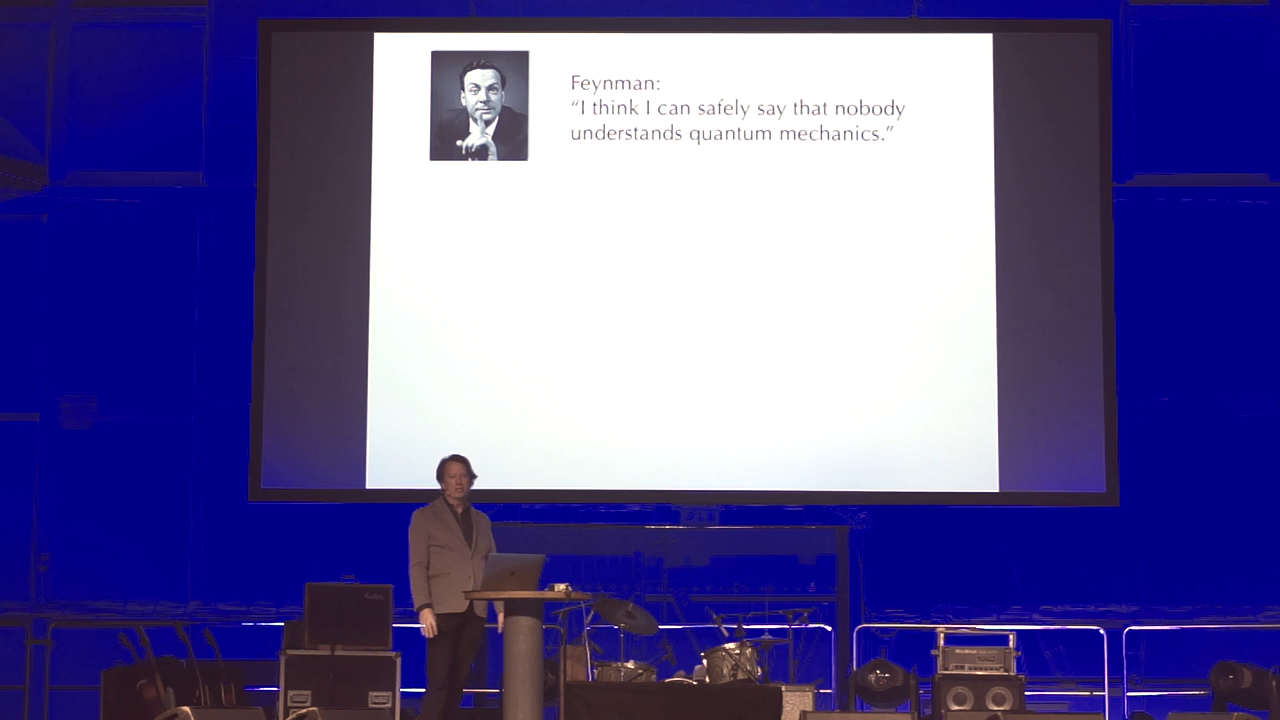 Feynman:
“I think I can safely say that nobody
understands quantum mechanics.”